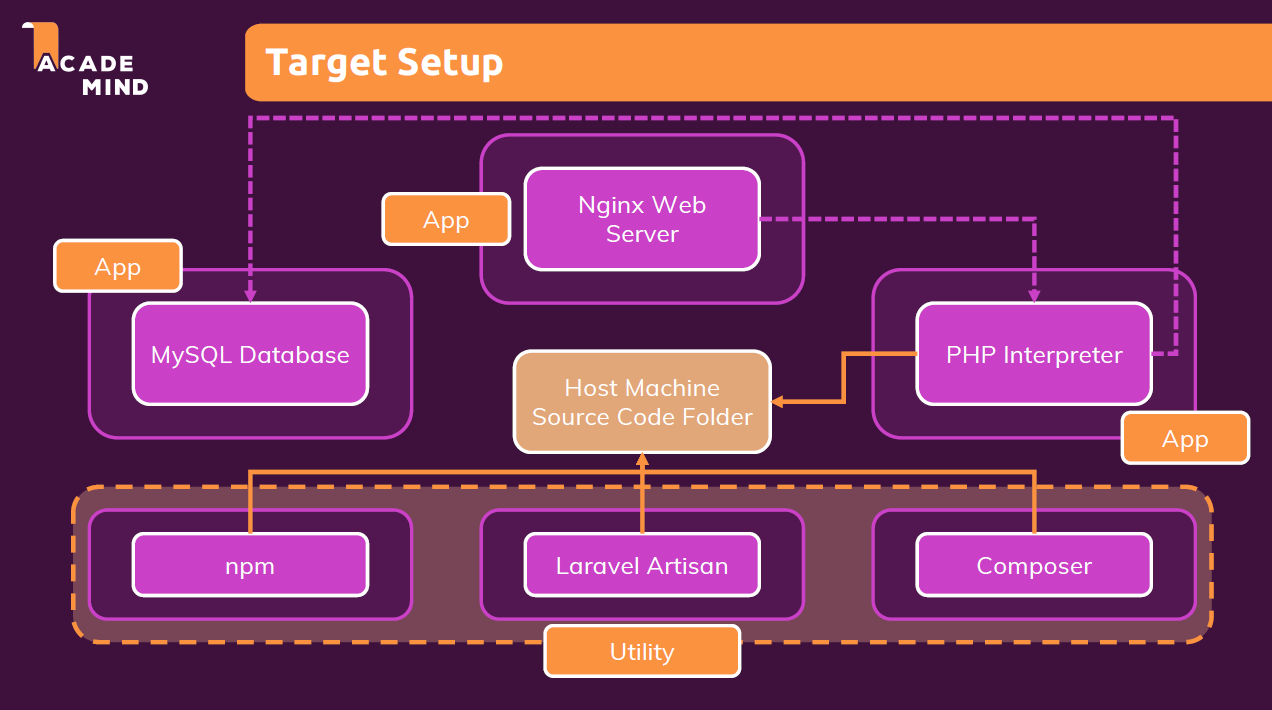 ACADE
MIND
Target Setup
App
Nginx Web
Server
App
MySQL Database
PHP Interpreter
Host Machine
Source Code Folder
App
npm
Laravel Artisan
Composer
Utility